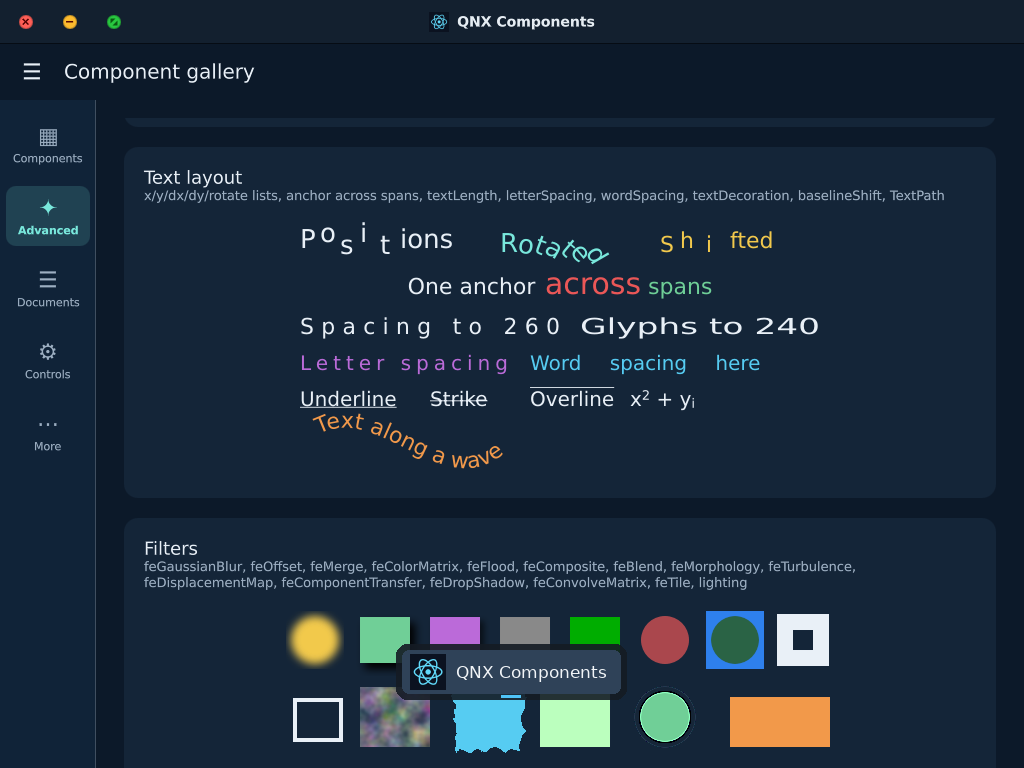 QNX Components
☰ Component gallery
Components
Advanced
Documents
Controls
More
Text layout
x/y/dx/dy/rotate lists, anchor across spans, textLength, letterSpacing, wordSpacing, textDecoration, baselineShift, TextPath
Positions Rotated Shifted
One anchor across spans
Spacing to 260 Glyphs to 240
Letter spacing Word spacing here
Underline Strike Overline x² + yᵢ
Text along a wave
Filters
feGaussianBlur, feOffset, feMerge, feColorMatrix, feFlood, feComposite, feBlend, feMorphology, feTurbulence,
feDisplacementMap, feComponentTransfer, feDropShadow, feConvolveMatrix, feTile, lighting
QNX Components